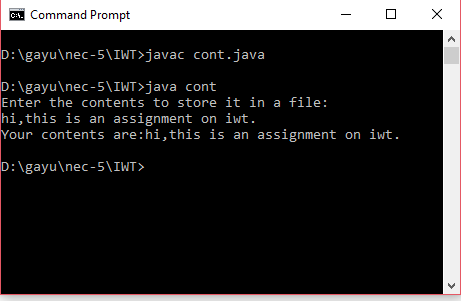 Command Prompt
D:\gayu\nec-5\IWT>javac cont.java
D:\gayu\nec-5\IWT>java cont
Enter the contents to store it in a file:
hi,this is an assignment on iwt.
Your contents are:hi,this is an assignment on iwt.
D:\gayu\nec-5\IWT>